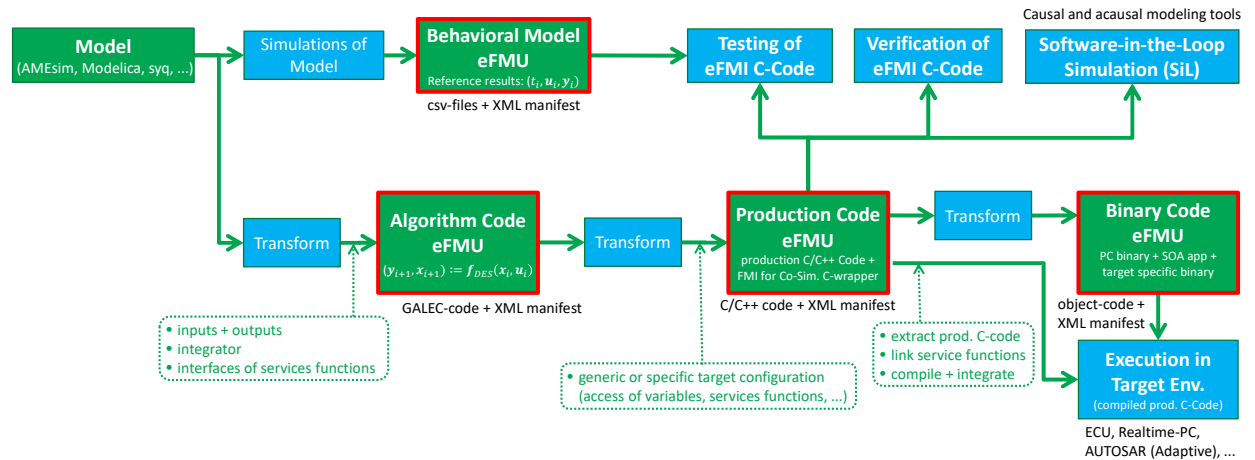 Causal and acausal modeling tools
Model
(AMEsim, Modelica, syq, ...)
Simulations of
Model
Behavioral Model
eFMU
Reference results: (tᵢ, uᵢ, yᵢ)
csv-files + XML manifest
Testing of
eFMI C-Code
Verification of
eFMI C-Code
Software-in-the-Loop
Simulation (SiL)
Transform
Algorithm Code
eFMU
(yᵢ₊₁, xᵢ₊₁) := f_DES(xᵢ, uᵢ)
GALEC-code + XML manifest
Transform
Production Code
eFMU
production C/C++ Code +
FMI for Co-Sim. C-wrapper
C/C++ code + XML manifest
Transform
Binary Code
eFMU
PC binary + SOA app +
target specific binary
object-code +
XML manifest
• inputs + outputs
• integrator
• interfaces of services functions
• generic or specific target configuration
(access of variables, services functions, ...)
• extract prod. C-code
• link service functions
• compile + integrate
Execution in
Target Env.
(compiled prod. C-Code)
ECU, Realtime-PC,
AUTOSAR (Adaptive), ...